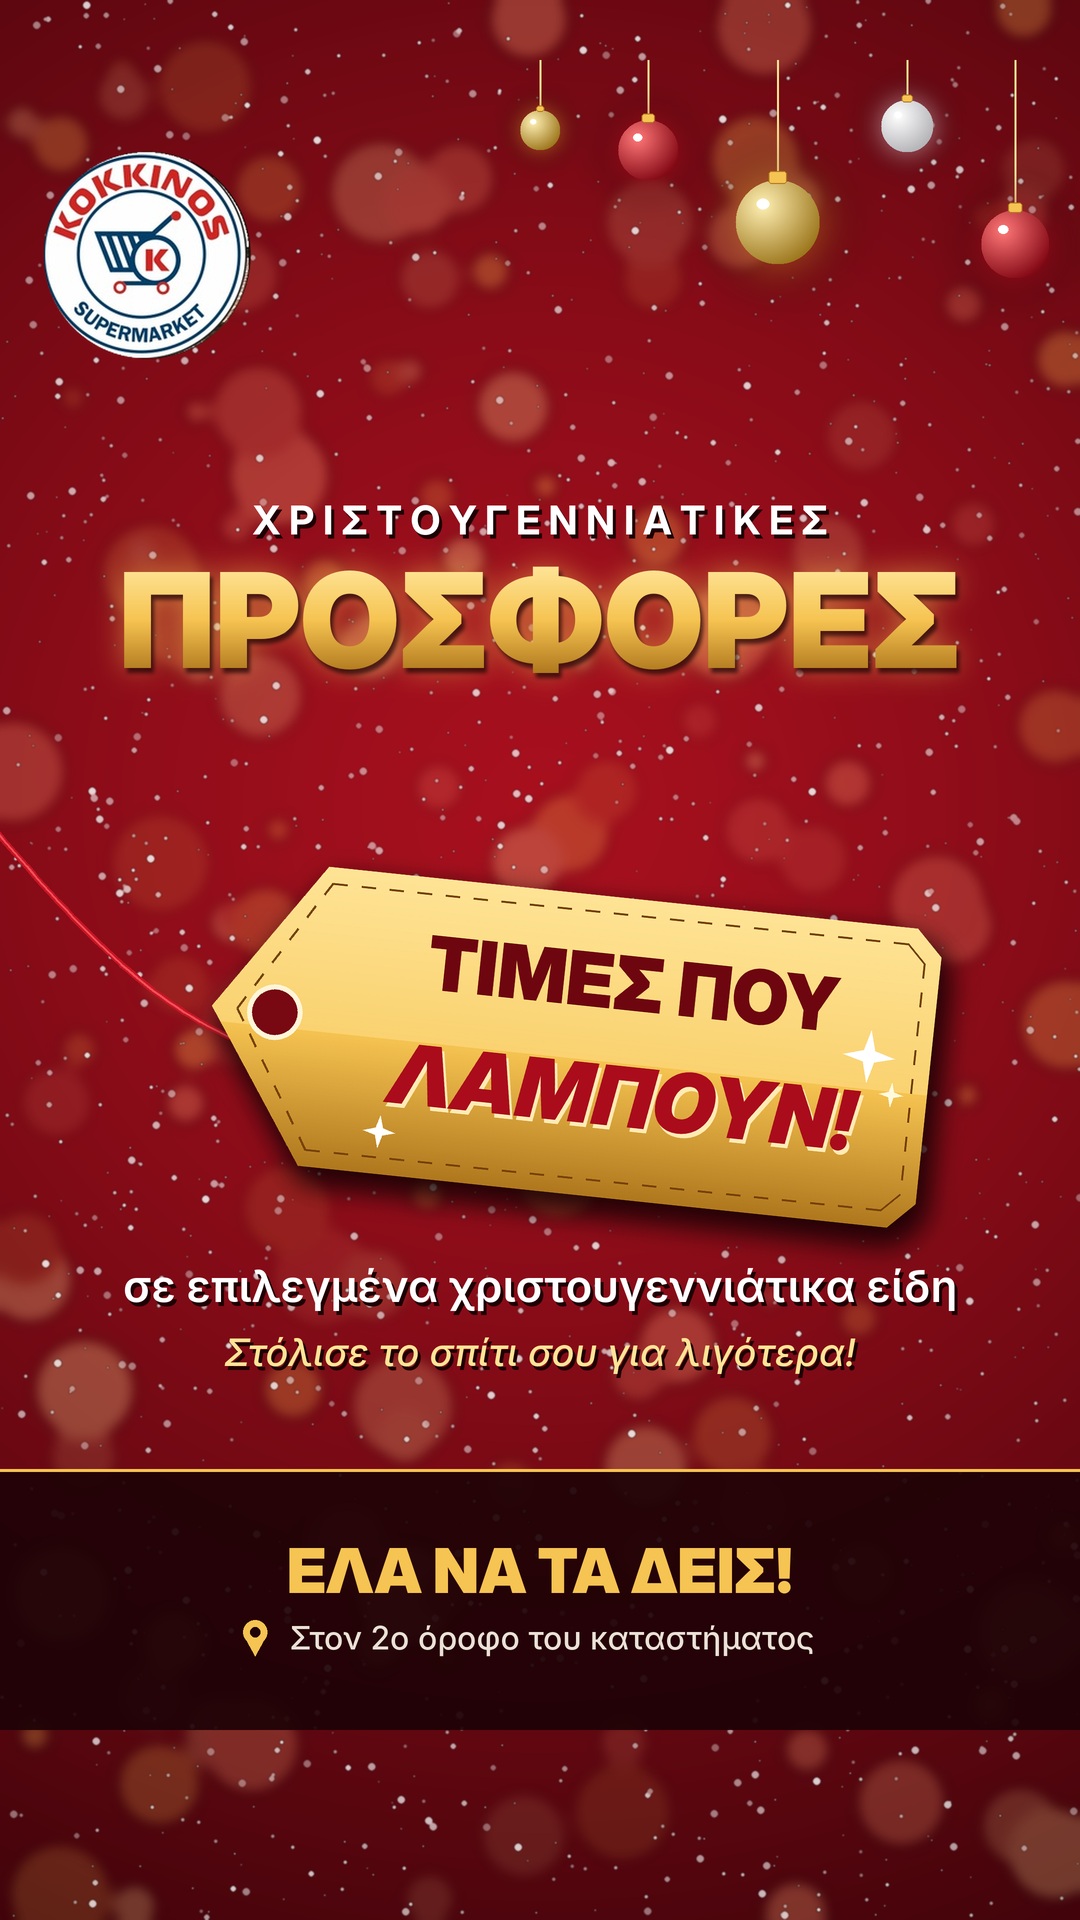 KOKKINOS
K
SUPERMARKET
ΧΡΙΣΤΟΥΓΕΝΝΙΑΤΙΚΕΣ
ΠΡΟΣΦΟΡΕΣ
ΤΙΜΕΣ ΠΟΥ
ΛΑΜΠΟΥΝ!
σε επιλεγμένα χριστουγεννιάτικα είδη
Στόλισε το σπίτι σου για λιγότερα!
ΕΛΑ ΝΑ ΤΑ ΔΕΙΣ!
Στον 2ο όροφο του καταστήματος